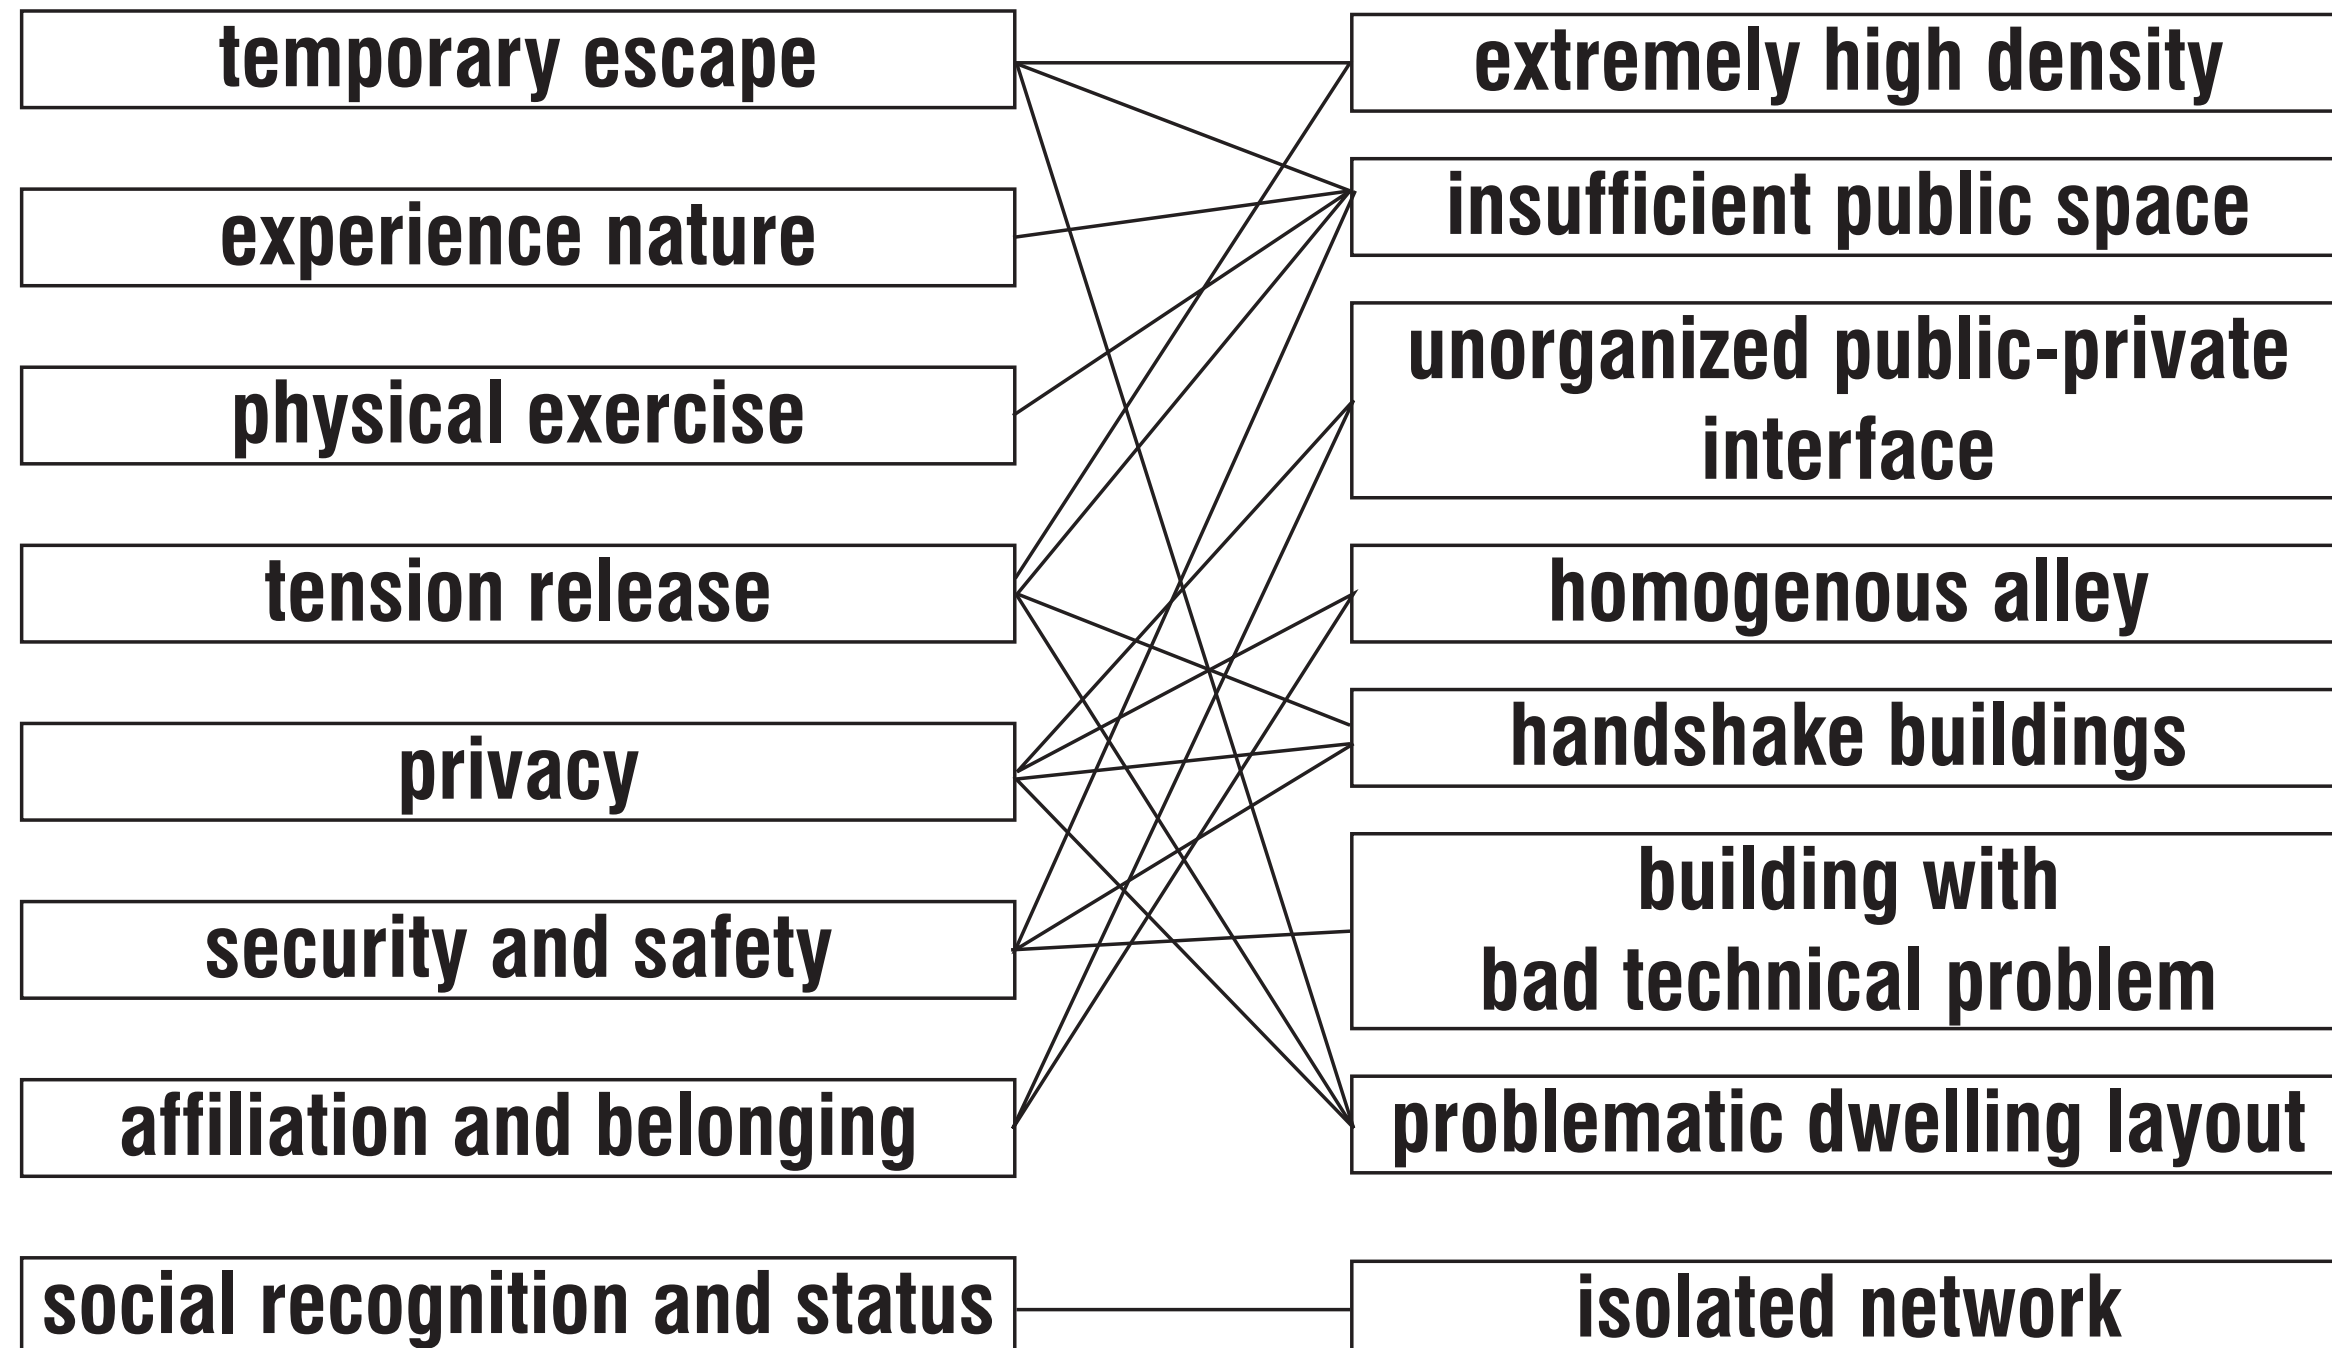 temporary escape
experience nature
physical exercise
tension release
privacy
security and safety
affiliation and belonging
social recognition and status
extremely high density
insufficient public space
unorganized public-private
interface
homogenous alley
handshake buildings
building with
bad technical problem
problematic dwelling layout
isolated network